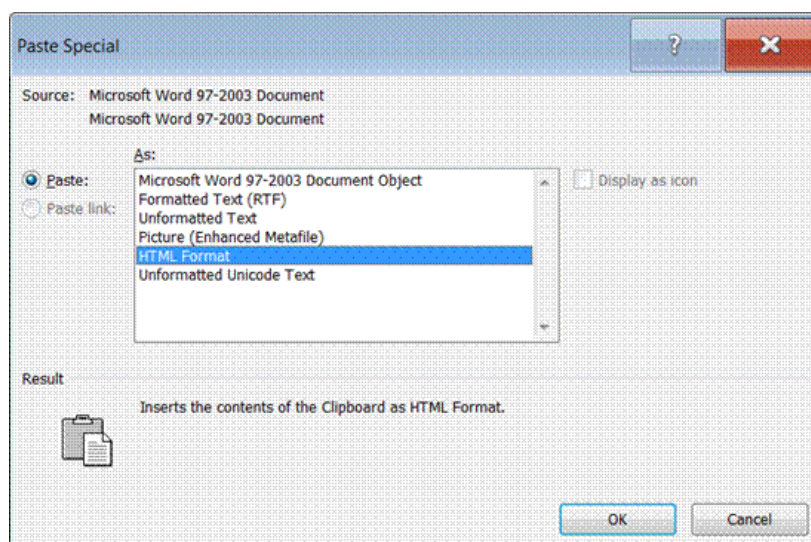 Paste Special
?
Source: Microsoft Word 97-2003 Document
Microsoft Word 97-2003 Document
As:
Paste:
Paste link:
Microsoft Word 97-2003 Document Object
Formatted Text (RTF)
Unformatted Text
Picture (Enhanced Metafile)
HTML Format
Unformatted Unicode Text
Display as icon
Result
Inserts the contents of the Clipboard as HTML Format.
OK Cancel